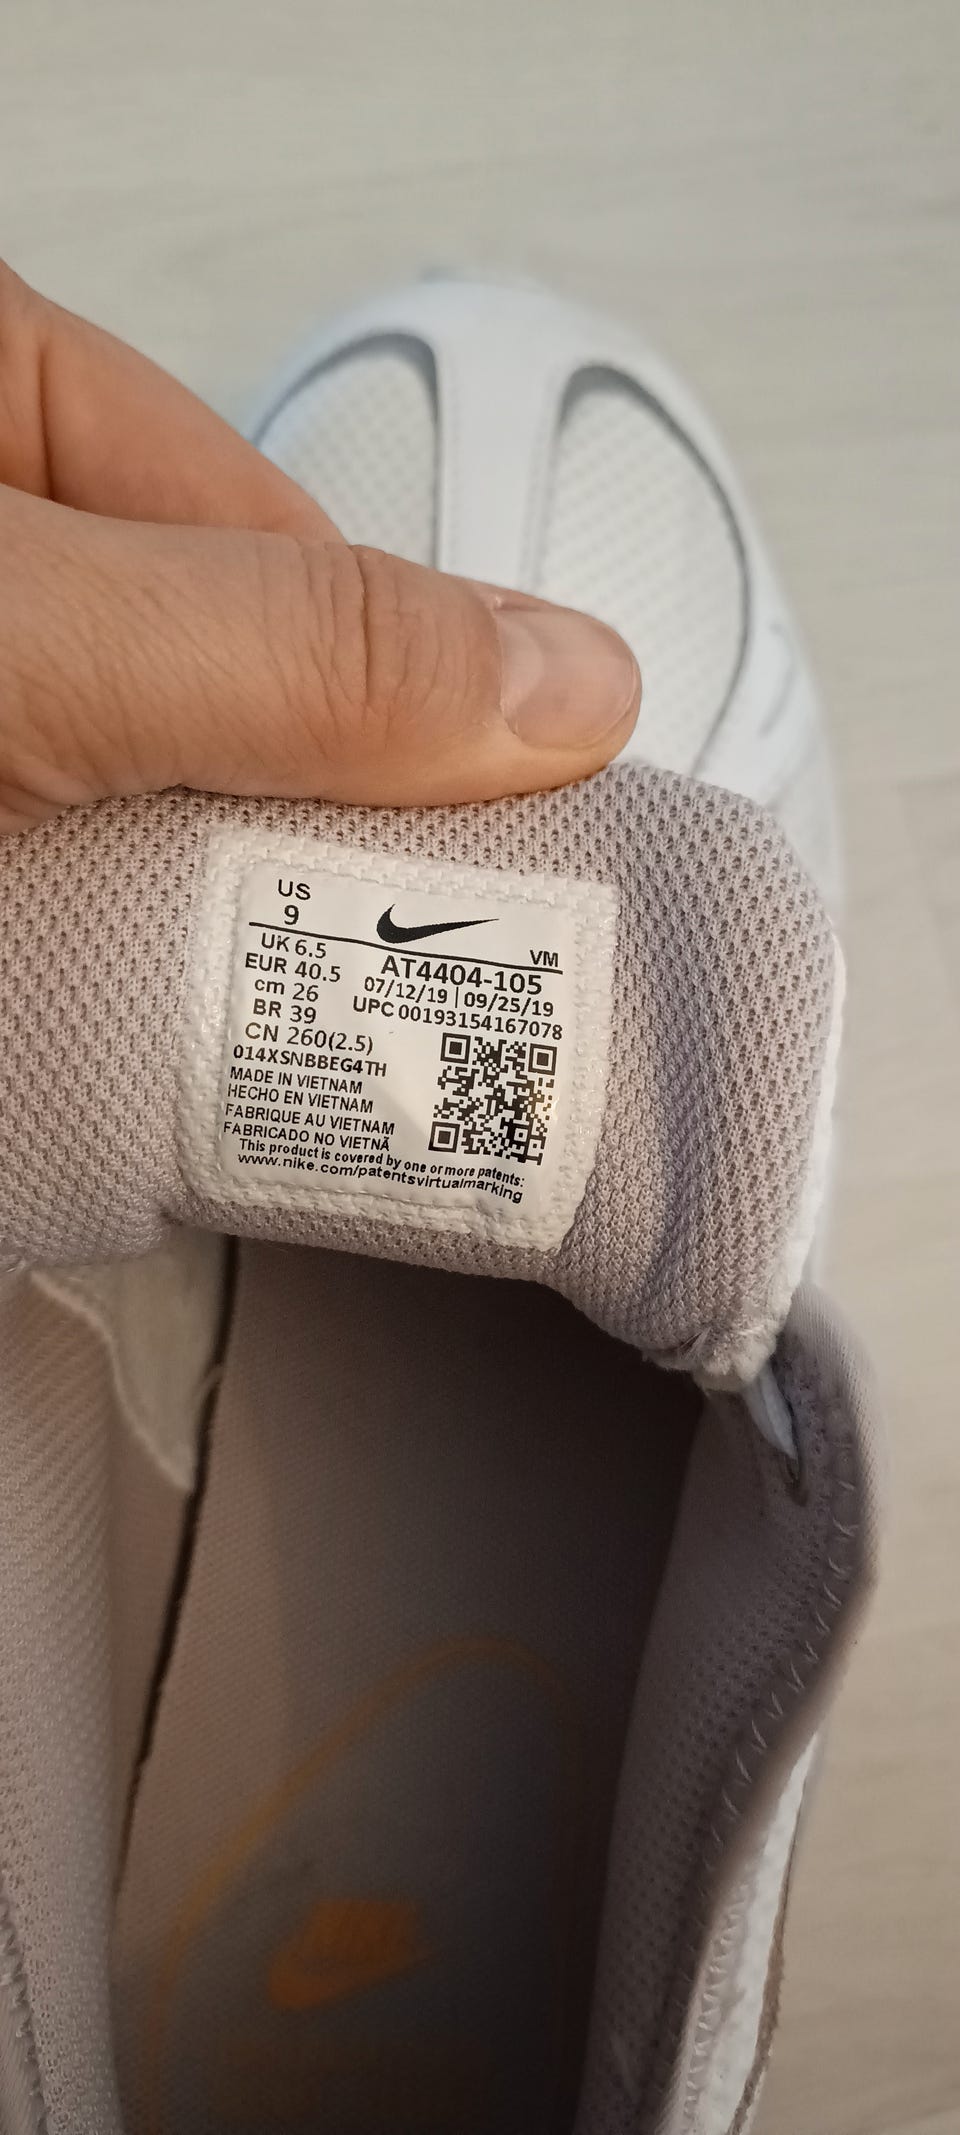 US
9
VM
UK 6.5
EUR 40.5
cm 26
BR 39
CN 260(2.5)
AT4404-105
07/12/19 | 09/25/19
UPC 00193154167078
014XSNBBEG4TH
MADE IN VIETNAM
HECHO EN VIETNAM
FABRIQUE AU VIETNAM
FABRICADO NO VIETNÃ
This product is covered by one or more patents:
www.nike.com/patentsvirtualmarking